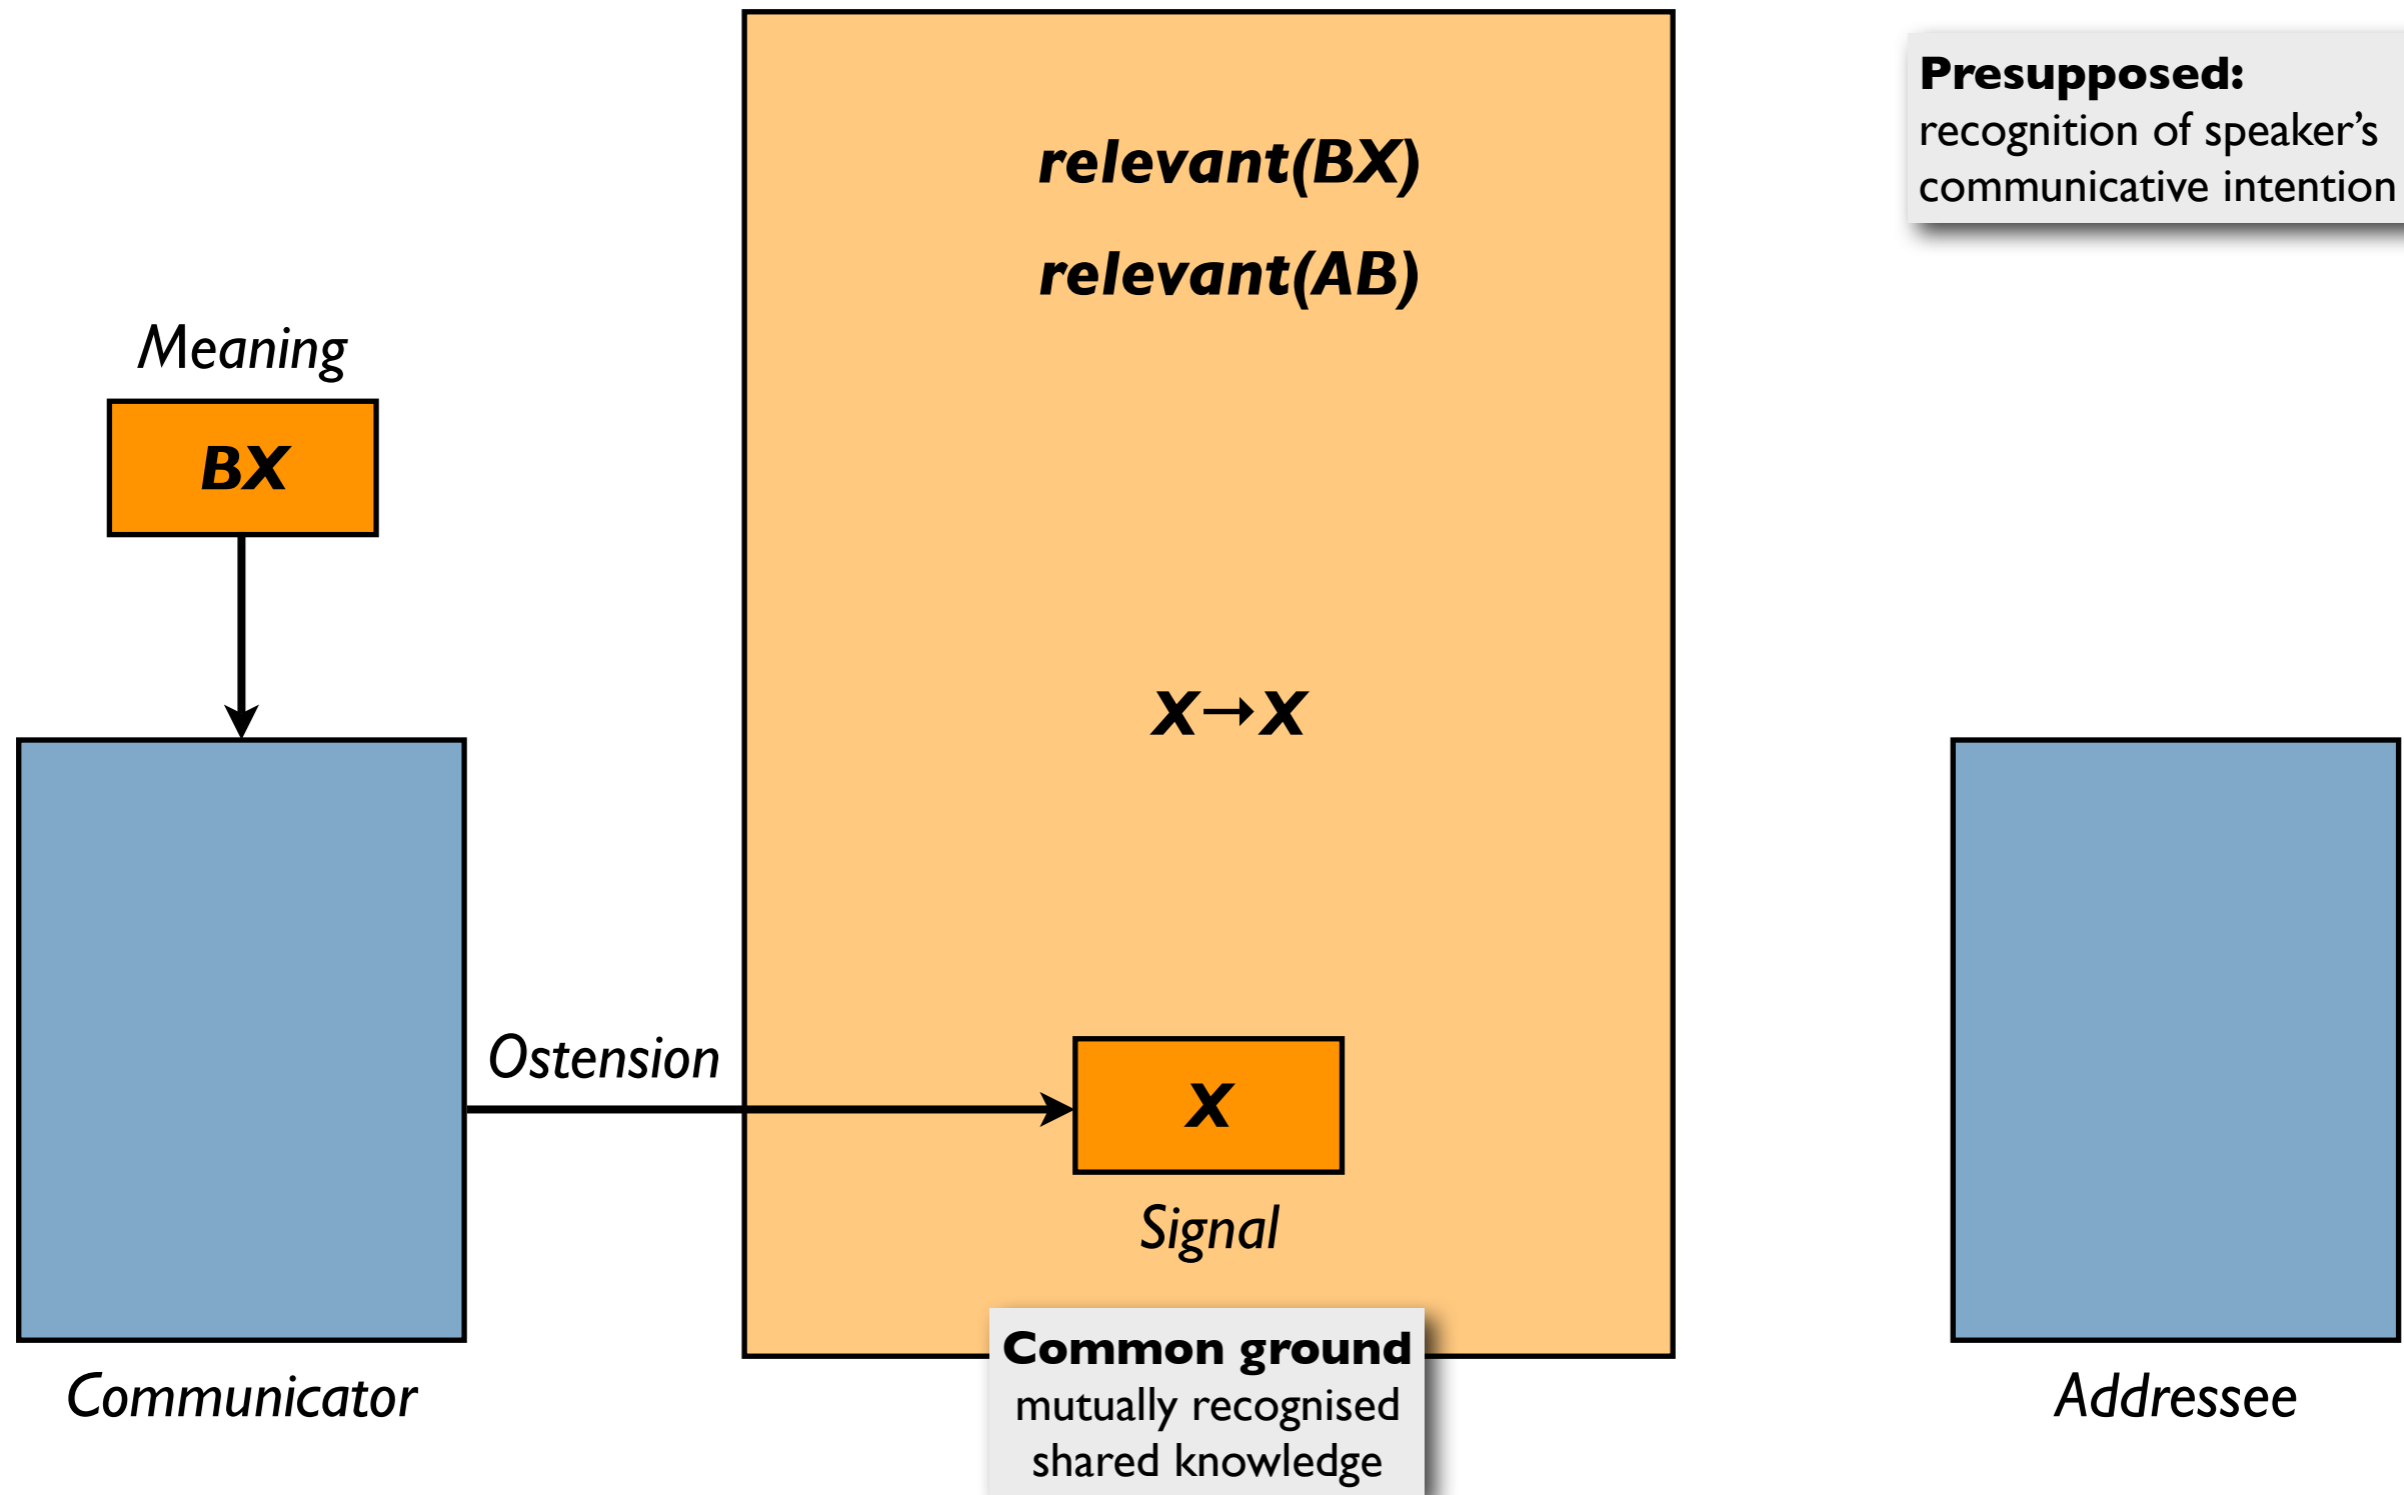 Presupposed:
recognition of speaker’s
communicative intention
relevant(BX)
relevant(AB)
Meaning
BX
X→X
Ostension
X
Signal
Common ground
mutually recognised
shared knowledge
Communicator
Addressee